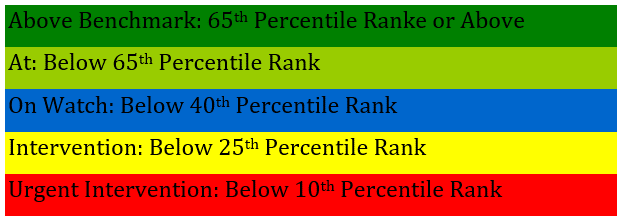 Above Benchmark: 65th Percentile Ranke or Above
At: Below 65th Percentile Rank
On Watch: Below 40th Percentile Rank
Intervention: Below 25th Percentile Rank
Urgent Intervention: Below 10th Percentile Rank